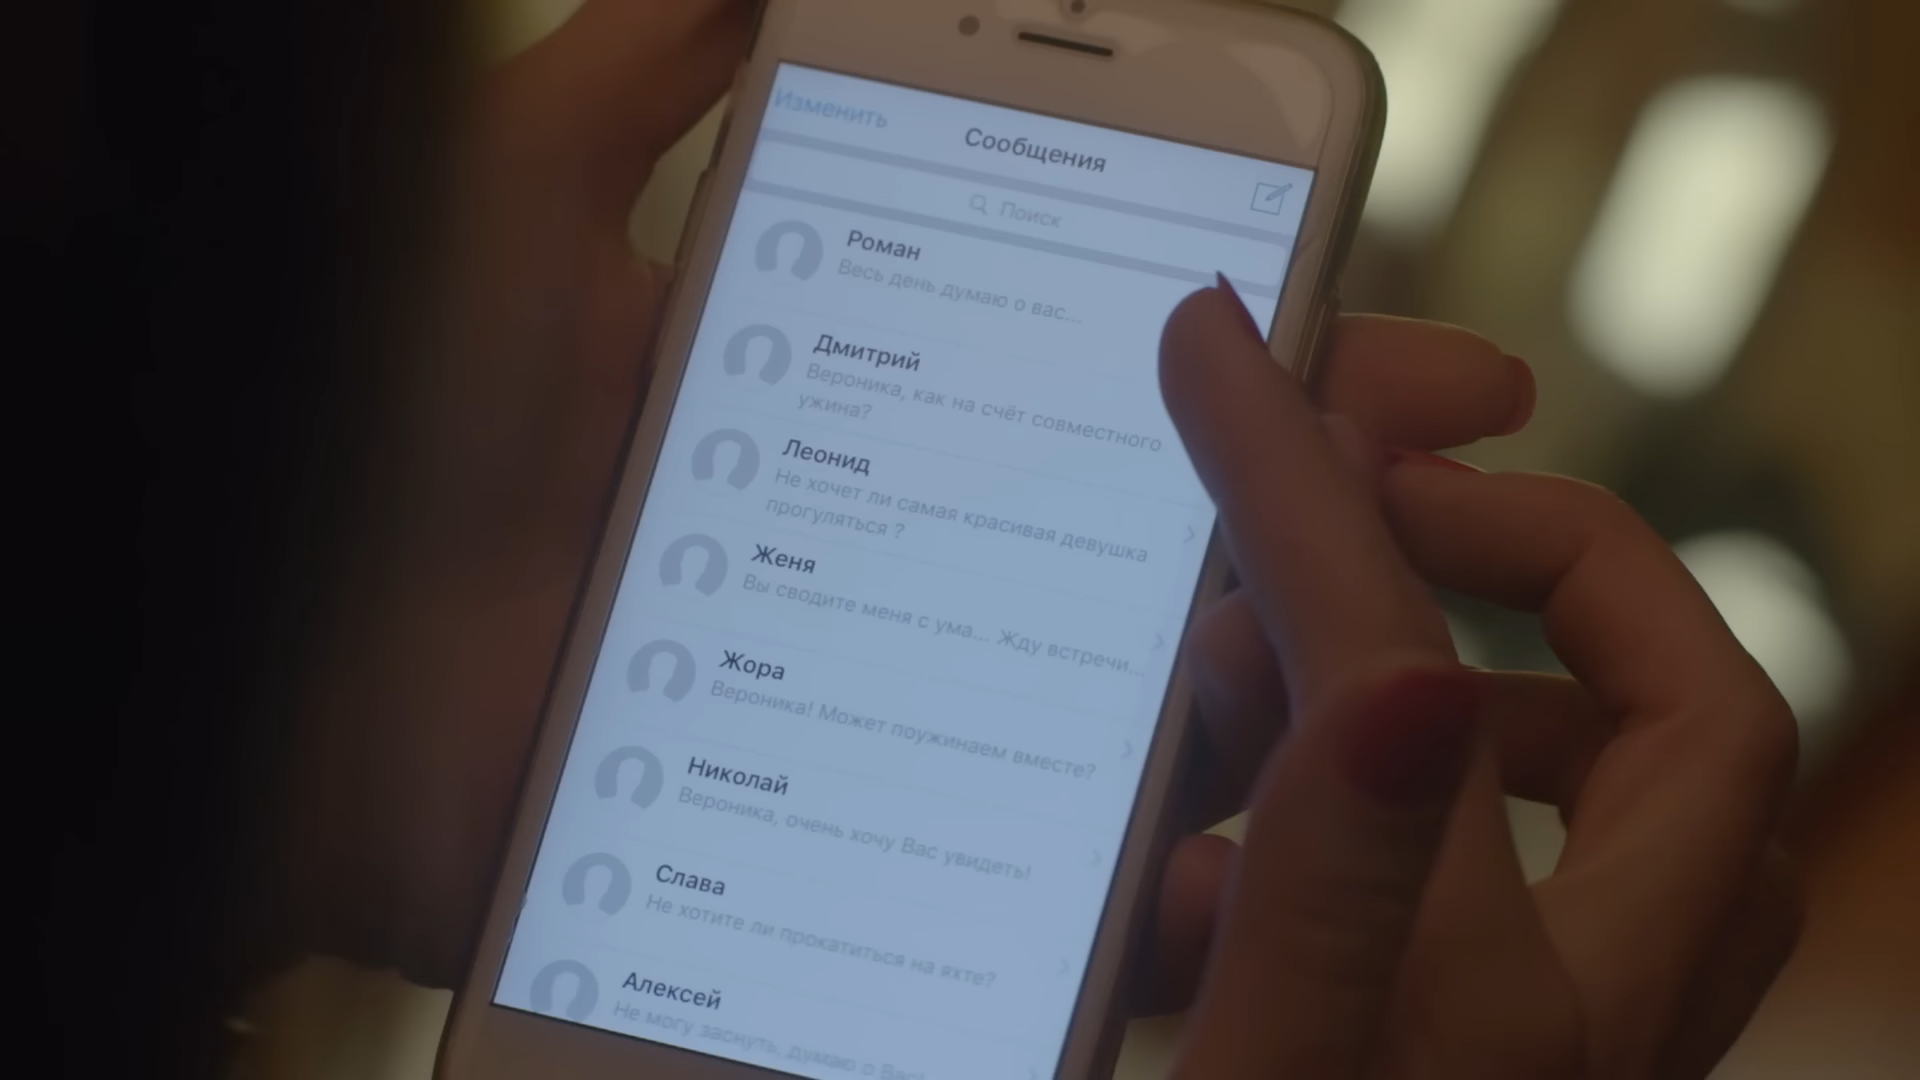 Изменить
Сообщения
Поиск
Роман
Весь день думаю о вас...
Дмитрий
Вероника, как на счёт совместного
ужина?
Леонид
Не хочет ли самая красивая девушка
прогуляться ?
Женя
Вы сводите меня с ума... Жду встречи...
Жора
Вероника! Может поужинаем вместе?
Николай
Вероника, очень хочу Вас увидеть!
Слава
Не хотите ли прокатиться на яхте?
Алексей
Не могу заснуть, думаю о Вас!